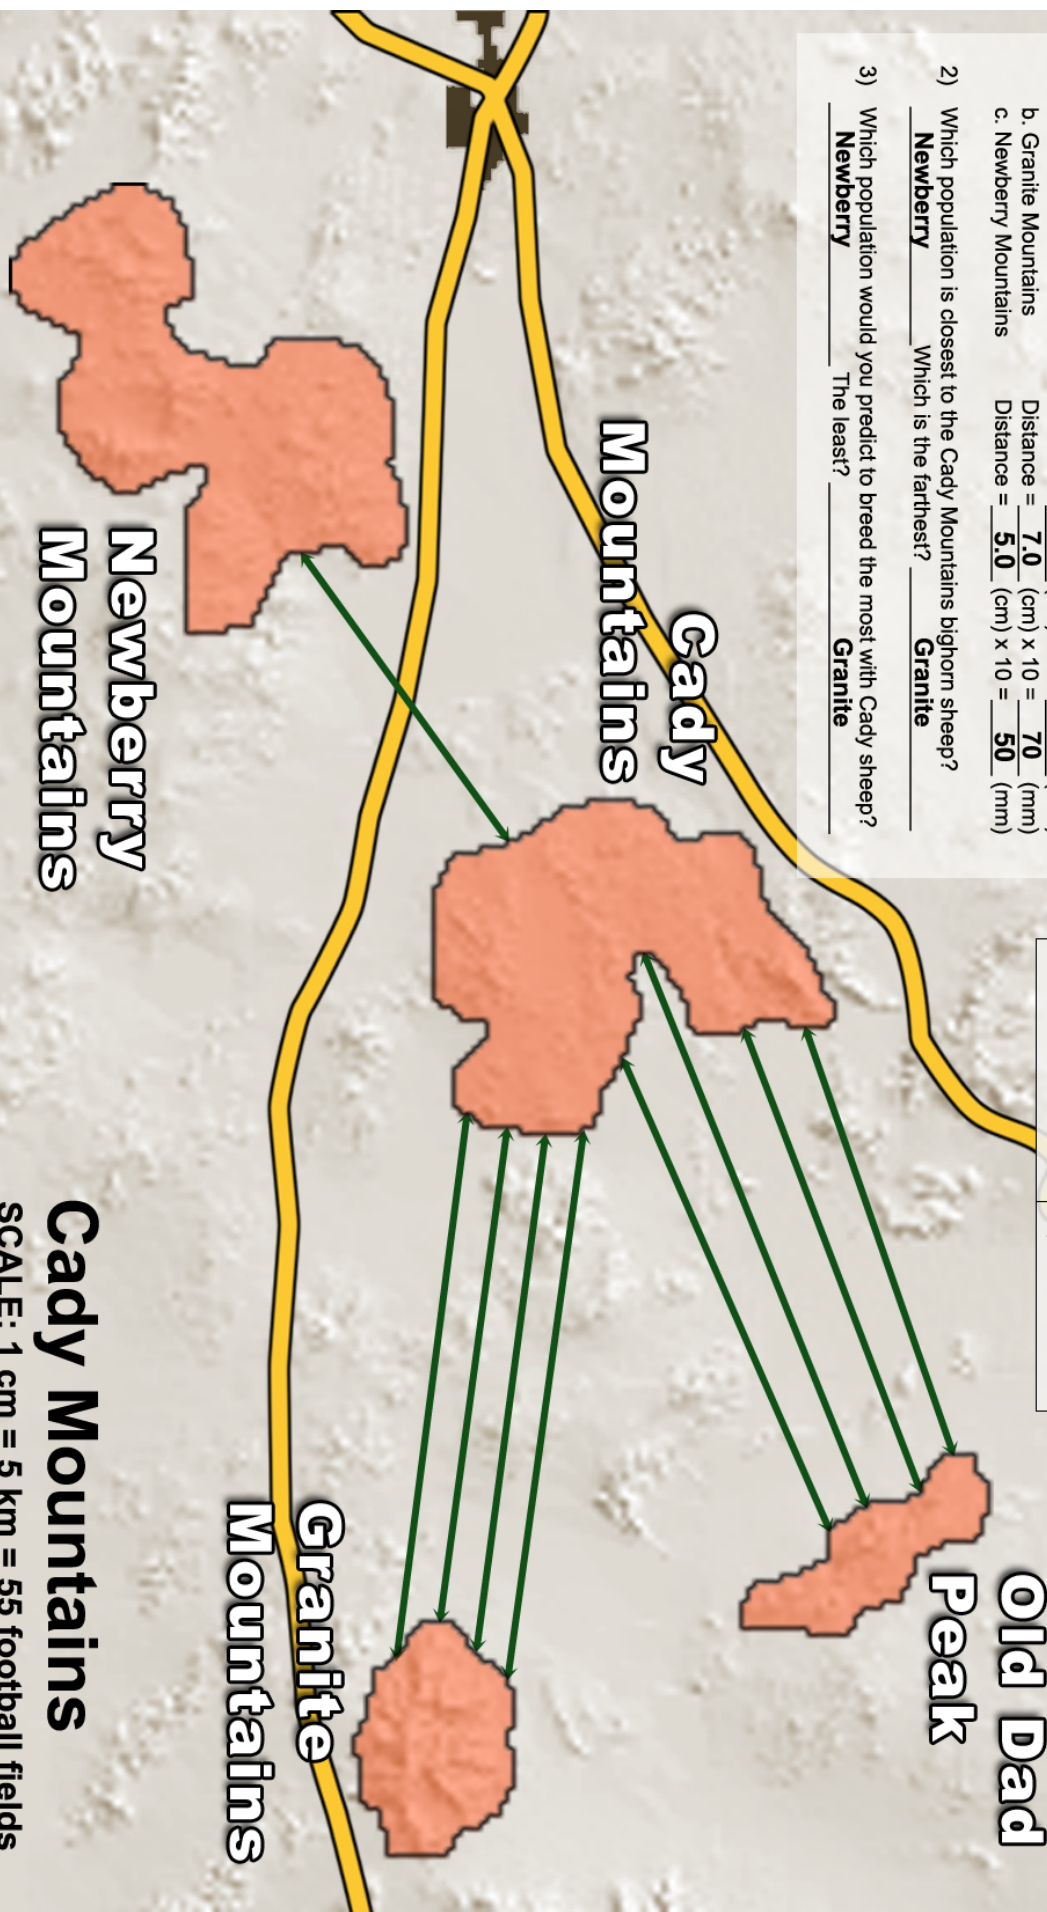 b. Granite Mountains Distance = 7.0 (cm) x 10 = 70 (mm)
c. Newberry Mountains Distance = 5.0 (cm) x 10 = 50 (mm)
2) Which population is closest to the Cady Mountains bighorn sheep?
Newberry Which is the farthest? Granite
3) Which population would you predict to breed the most with Cady sheep?
Newberry The least? Granite
Old Dad
Peak
Cady
Mountains
Granite
Mountains
Newberry
Mountains
Cady Mountains
SCALE: 1 cm = 5 km = 55 football fields